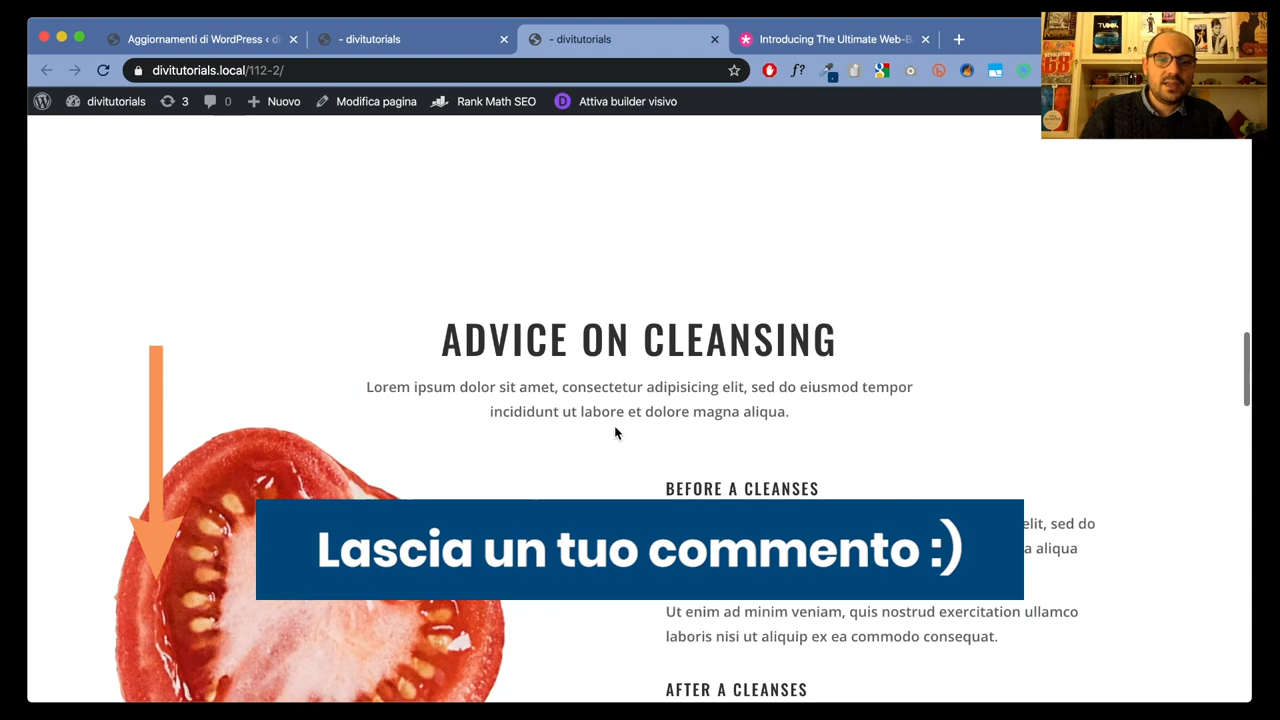 Aggiornamenti di WordPress ‹ di
- divitutorials
- divitutorials
Introducing The Ultimate Web-B
divitutorials.local/112-2/
f?
divitutorials
3
0
Nuovo
Modifica pagina
Rank Math SEO
D
Attiva builder visivo
ADVICE ON CLEANSING
Lorem ipsum dolor sit amet, consectetur adipisicing elit, sed do eiusmod tempor
incididunt ut labore et dolore magna aliqua.
BEFORE A CLEANSES
elit, sed do
a aliqua
Lascia un tuo commento :)
Ut enim ad minim veniam, quis nostrud exercitation ullamco
laboris nisi ut aliquip ex ea commodo consequat.
AFTER A CLEANSES